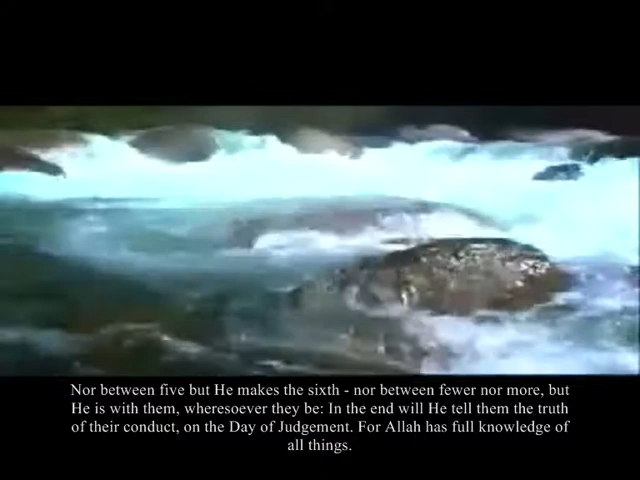 Nor between five but He makes the sixth - nor between fewer nor more, but
He is with them, wheresoever they be: In the end will He tell them the truth
of their conduct, on the Day of Judgement. For Allah has full knowledge of
all things.